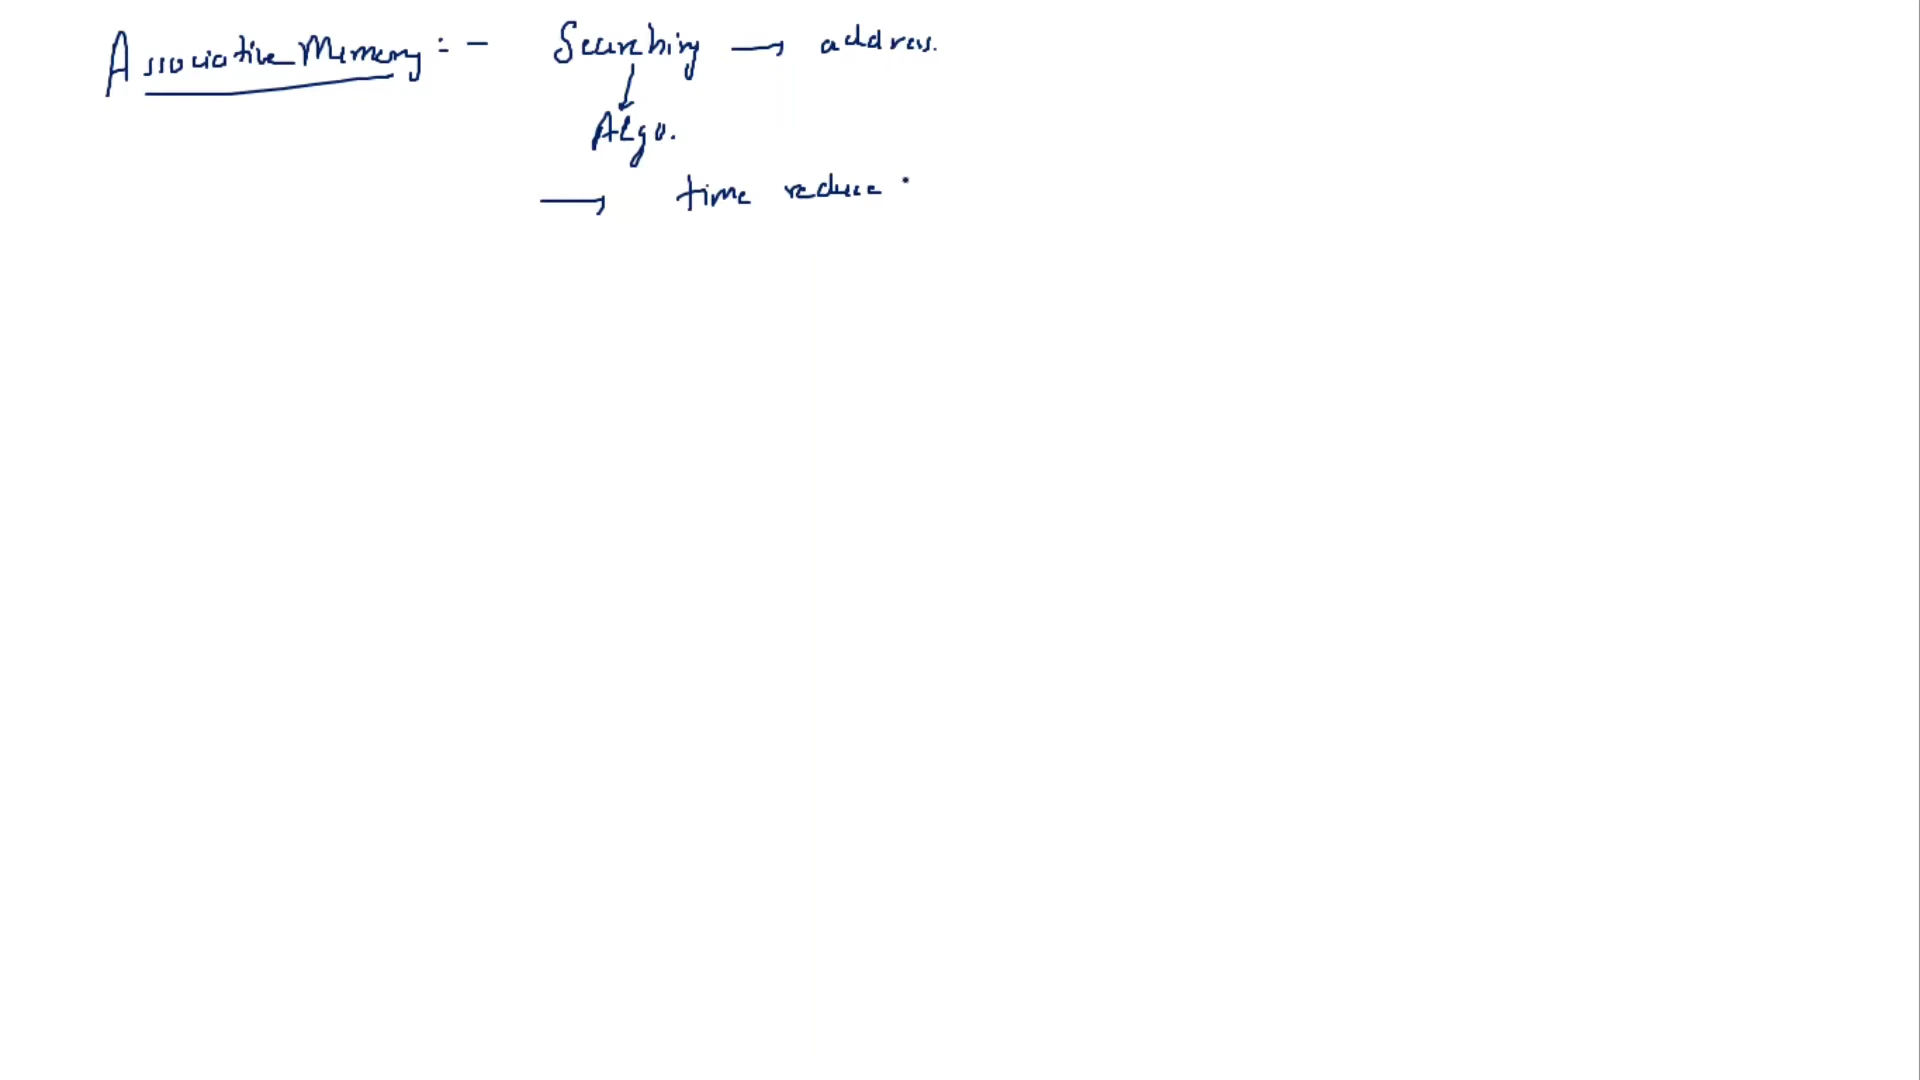 Associative Memory :- Searching → address.
↓
Algo.
→ time reduce .